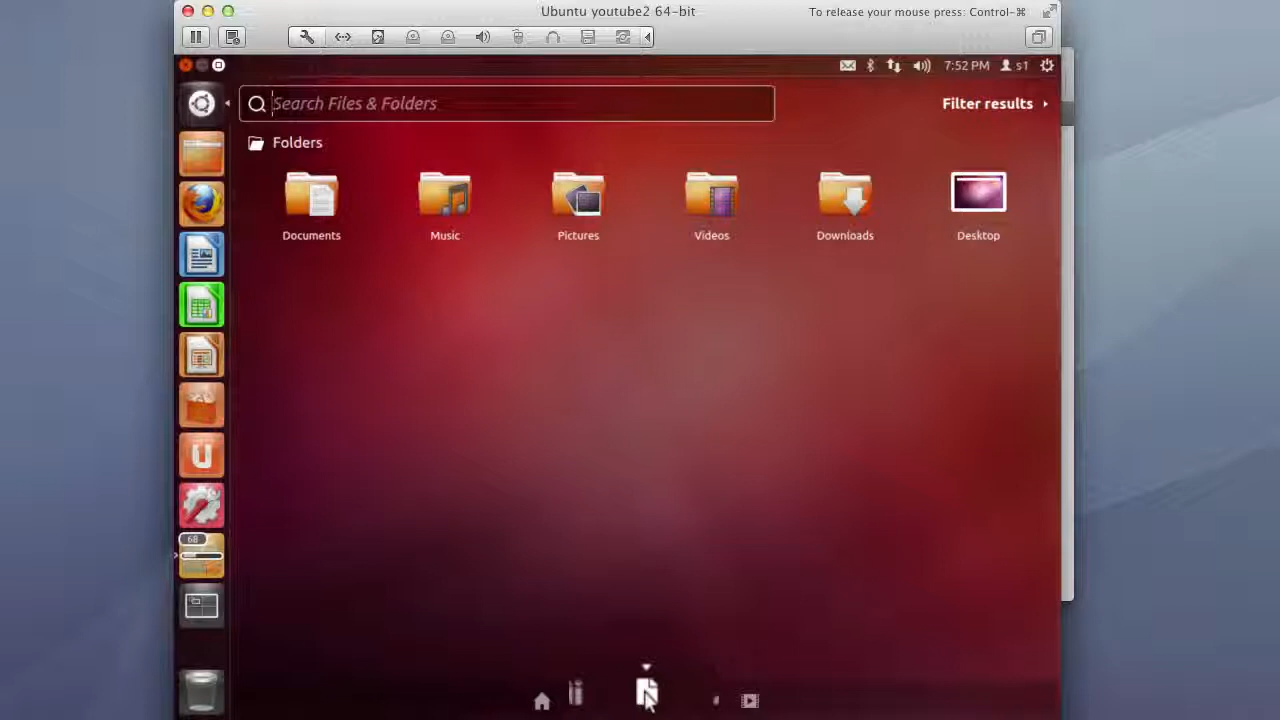 Ubuntu youtube2 64-bit
To release your mouse press: Control-⌘
7:52 PM
s1
Search Files & Folders
Filter results
Folders
Documents
Music
Pictures
Videos
Downloads
Desktop
U
68